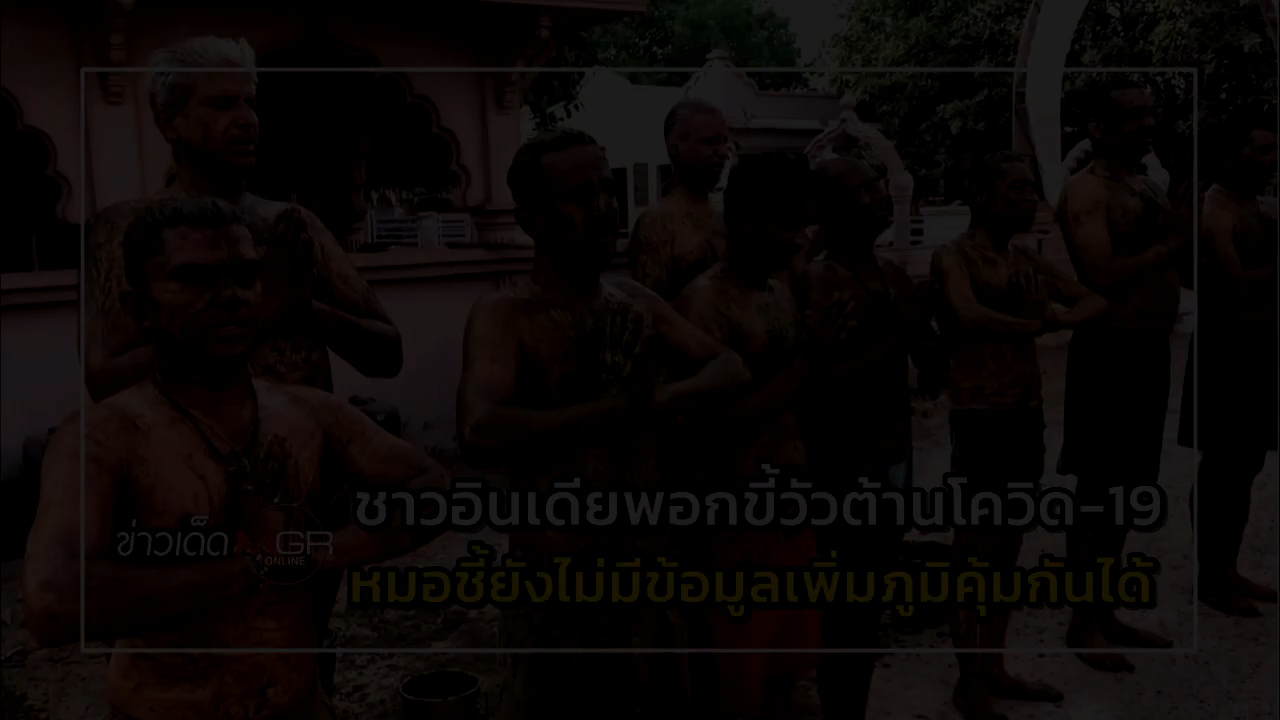 ชาวอินเดียพอกขี้วัวต้านโควิด-19
ข่าวเด็ด MGR ONLINE
หมอชี้ยังไม่มีข้อมูลเพิ่มภูมิคุ้มกันได้